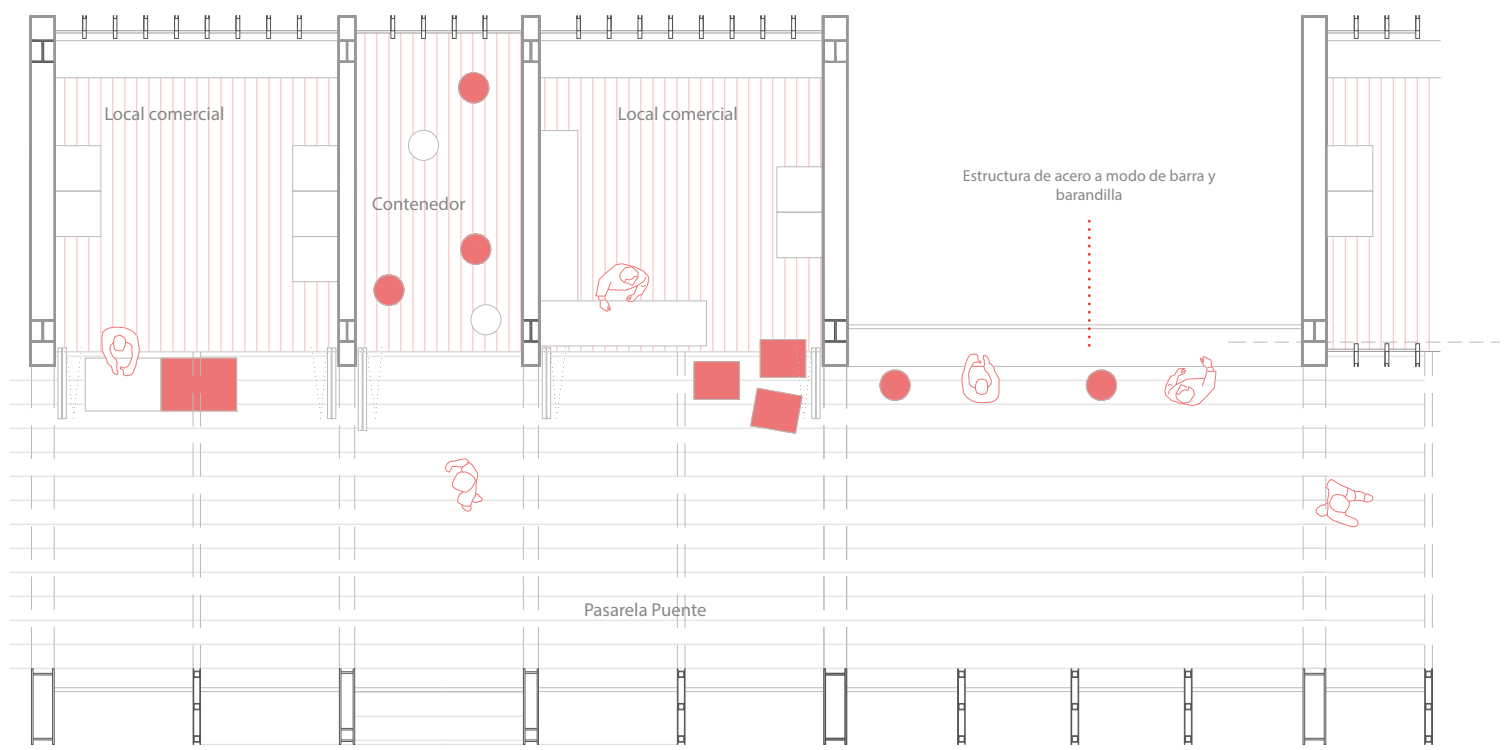 Local comercial
Local comercial
Estructura de acero a modo de barra y
barandilla
Contenedor
Pasarela Puente